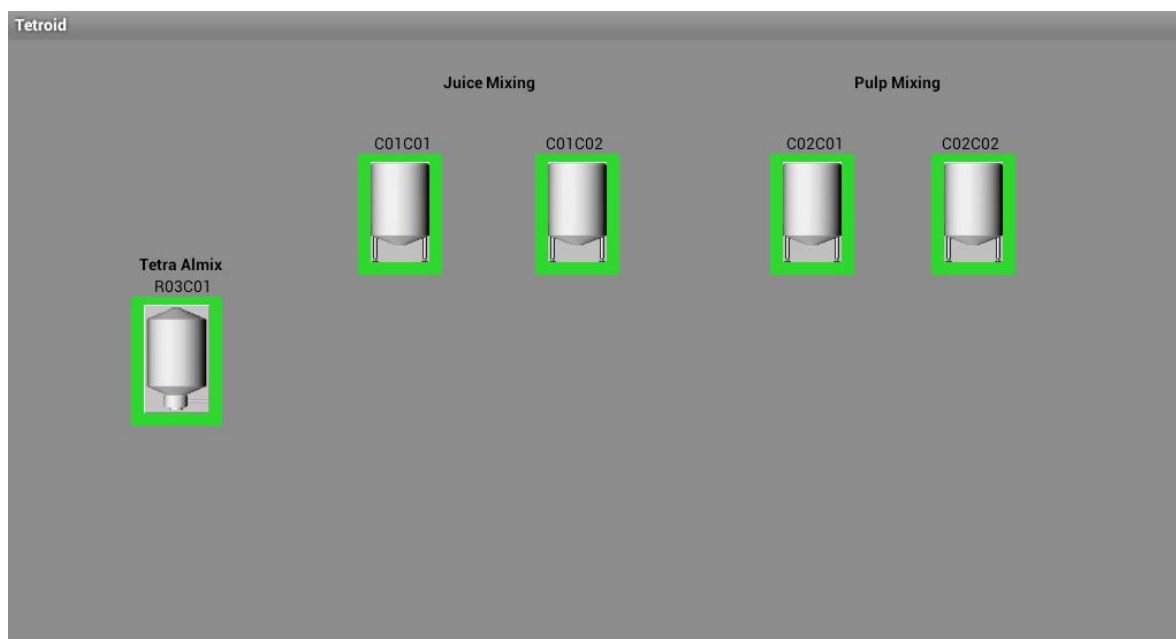 Tetroid
Juice Mixing
Pulp Mixing
C01C01
C01C02
C02C01
C02C02
Tetra Almix
R03C01